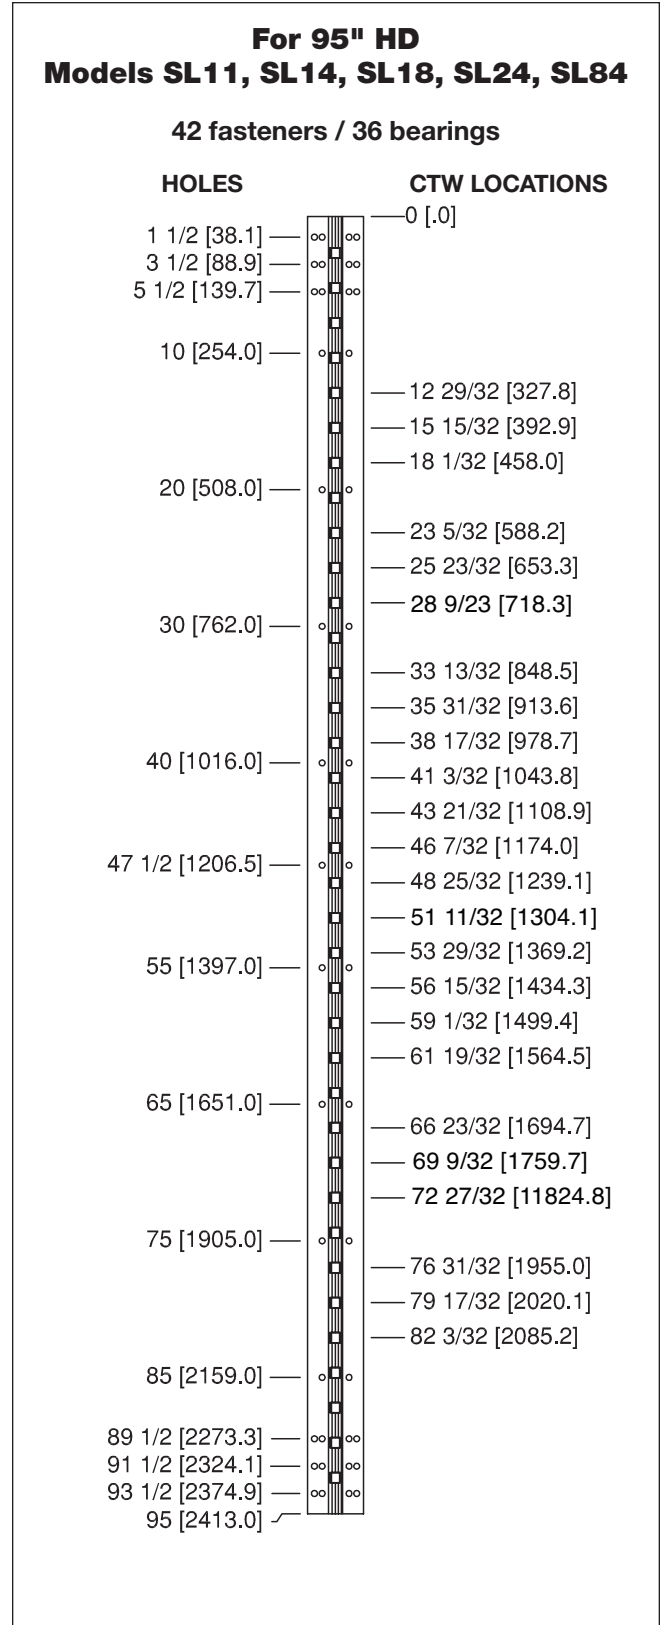 For 95" HD
Models SL11, SL14, SL18, SL24, SL84
42 fasteners / 36 bearings
HOLES
1 1/2 [38.1]
3 1/2 [88.9]
5 1/2 [139.7]
10 [254.0]
20 [508.0]
30 [762.0]
40 [1016.0]
47 1/2 [1206.5]
55 [1397.0]
65 [1651.0]
75 [1905.0]
85 [2159.0]
89 1/2 [2273.3]
91 1/2 [2324.1]
93 1/2 [2374.9]
95 [2413.0]
CTW LOCATIONS
0 [.0]
12 29/32 [327.8]
15 15/32 [392.9]
18 1/32 [458.0]
23 5/32 [588.2]
25 23/32 [653.3]
28 9/23 [718.3]
33 13/32 [848.5]
35 31/32 [913.6]
38 17/32 [978.7]
41 3/32 [1043.8]
43 21/32 [1108.9]
46 7/32 [1174.0]
48 25/32 [1239.1]
51 11/32 [1304.1]
53 29/32 [1369.2]
56 15/32 [1434.3]
59 1/32 [1499.4]
61 19/32 [1564.5]
66 23/32 [1694.7]
69 9/32 [1759.7]
72 27/32 [11824.8]
76 31/32 [1955.0]
79 17/32 [2020.1]
82 3/32 [2085.2]